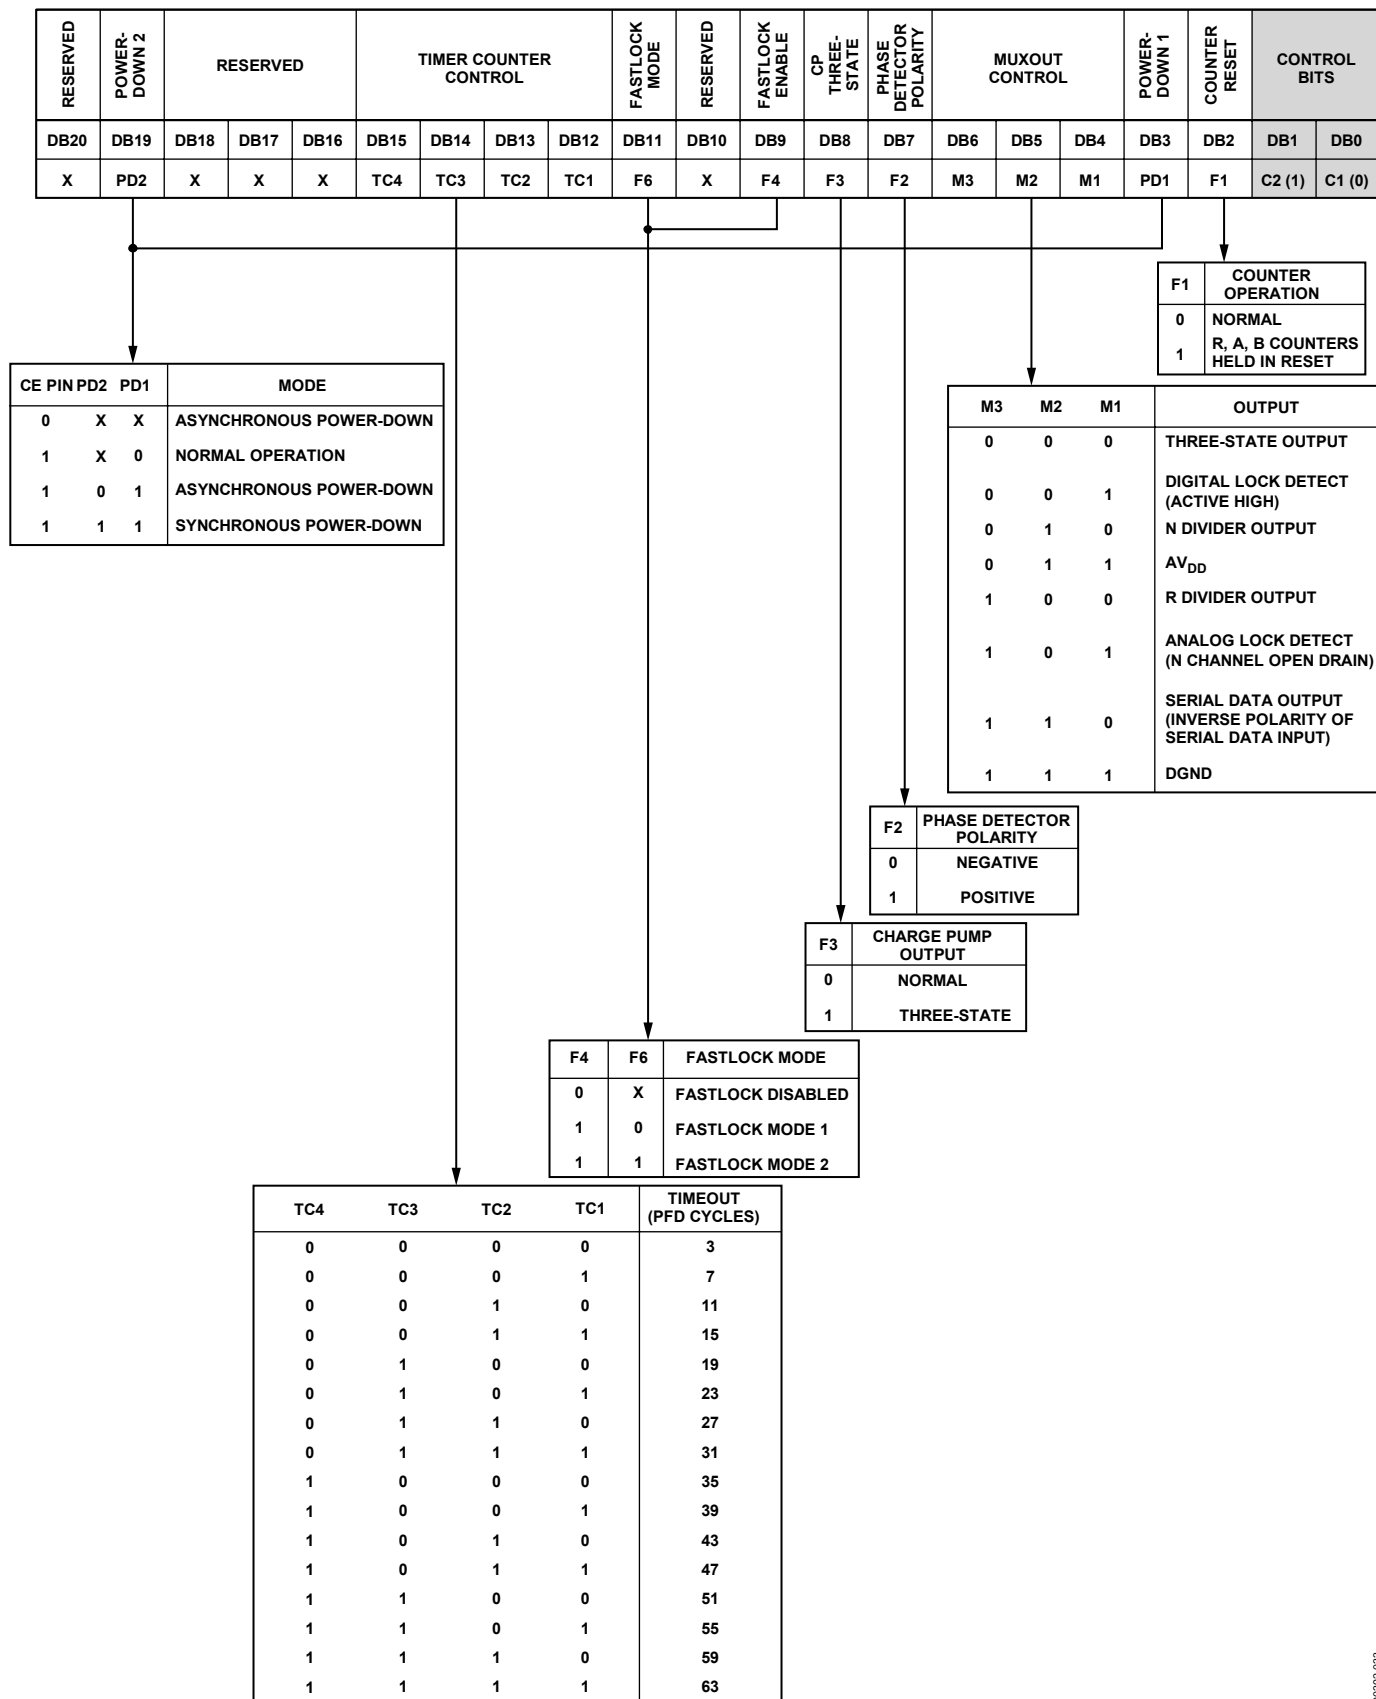 RESERVED
POWER-
DOWN 2
RESERVED
TIMER COUNTER
CONTROL
FASTLOCK
MODE
RESERVED
FASTLOCK
ENABLE
CP
THREE-
STATE
PHASE
DETECTOR
POLARITY
MUXOUT
CONTROL
POWER-
DOWN 1
COUNTER
RESET
CONTROL
BITS
DB20 DB19 DB18 DB17 DB16 DB15 DB14 DB13 DB12 DB11 DB10 DB9 DB8 DB7 DB6 DB5 DB4 DB3 DB2 DB1 DB0
X PD2 X X X TC4 TC3 TC2 TC1 F6 X F4 F3 F2 M3 M2 M1 PD1 F1 C2 (1) C1 (0)
F1 COUNTER
OPERATION
0 NORMAL
1 R, A, B COUNTERS
HELD IN RESET
CE PIN PD2 PD1 MODE
0 X X ASYNCHRONOUS POWER-DOWN
1 X 0 NORMAL OPERATION
1 0 1 ASYNCHRONOUS POWER-DOWN
1 1 1 SYNCHRONOUS POWER-DOWN
M3 M2 M1 OUTPUT
0 0 0 THREE-STATE OUTPUT
0 0 1 DIGITAL LOCK DETECT
(ACTIVE HIGH)
0 1 0 N DIVIDER OUTPUT
0 1 1 AVDD
1 0 0 R DIVIDER OUTPUT
1 0 1 ANALOG LOCK DETECT
(N CHANNEL OPEN DRAIN)
1 1 0 SERIAL DATA OUTPUT
(INVERSE POLARITY OF
SERIAL DATA INPUT)
1 1 1 DGND
F2 PHASE DETECTOR
POLARITY
0 NEGATIVE
1 POSITIVE
F3 CHARGE PUMP
OUTPUT
0 NORMAL
1 THREE-STATE
F4 F6 FASTLOCK MODE
0 X FASTLOCK DISABLED
1 0 FASTLOCK MODE 1
1 1 FASTLOCK MODE 2
TC4 TC3 TC2 TC1 TIMEOUT
(PFD CYCLES)
0 0 0 0 3
0 0 0 1 7
0 0 1 0 11
0 0 1 1 15
0 1 0 0 19
0 1 0 1 23
0 1 1 0 27
0 1 1 1 31
1 0 0 0 35
1 0 0 1 39
1 0 1 0 43
1 0 1 1 47
1 1 0 0 51
1 1 0 1 55
1 1 1 0 59
1 1 1 1 63